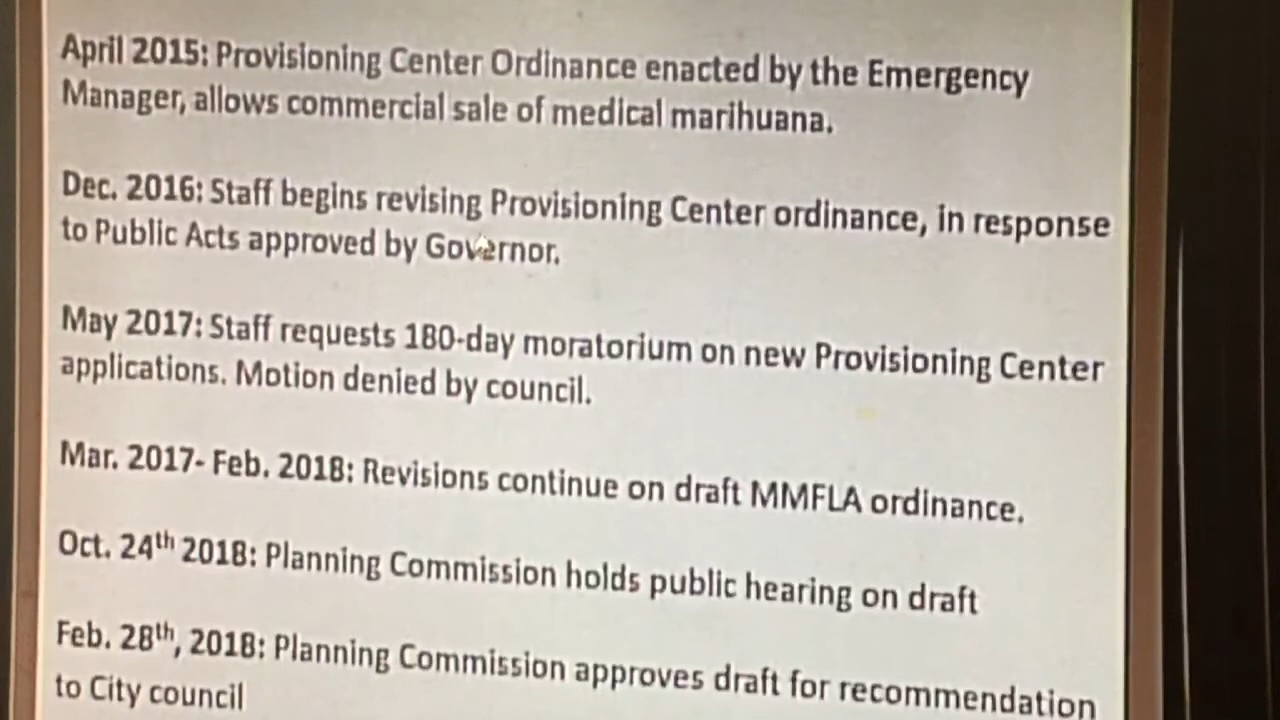 April 2015: Provisioning Center Ordinance enacted by the Emergency
Manager, allows commercial sale of medical marihuana.
Dec. 2016: Staff begins revising Provisioning Center ordinance, in response
to Public Acts approved by Governor.
May 2017: Staff requests 180-day moratorium on new Provisioning Center
applications. Motion denied by council.
Mar. 2017- Feb. 2018: Revisions continue on draft MMFLA ordinance.
Oct. 24th 2018: Planning Commission holds public hearing on draft
Feb. 28th, 2018: Planning Commission approves draft for recommendation
to City council